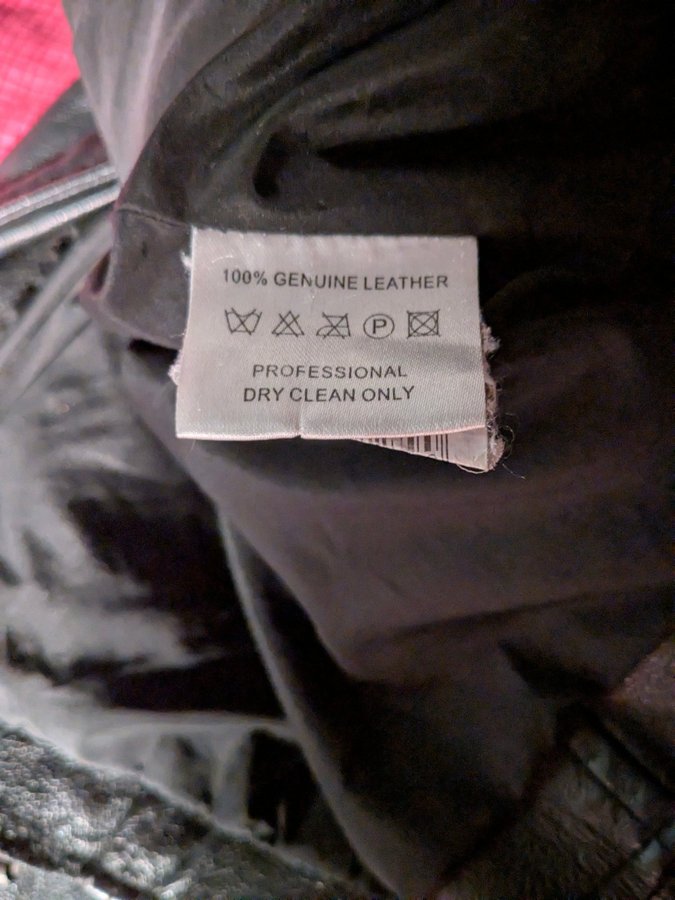 100% GENUINE LEATHER
P
PROFESSIONAL
DRY CLEAN ONLY